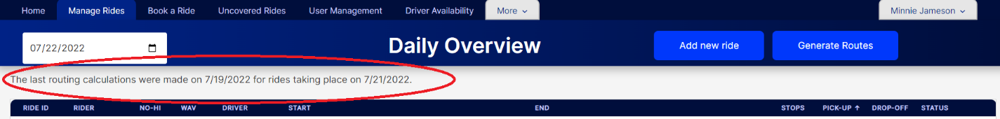 Home Manage Rides Book a Ride Uncovered Rides User Management Driver Availability More Minnie Jameson
07/22/2022 Daily Overview Add new ride Generate Routes
The last routing calculations were made on 7/19/2022 for rides taking place on 7/21/2022.
RIDE ID RIDER NO-HI WAV DRIVER START END STOPS PICK-UP ↑ DROP-OFF STATUS